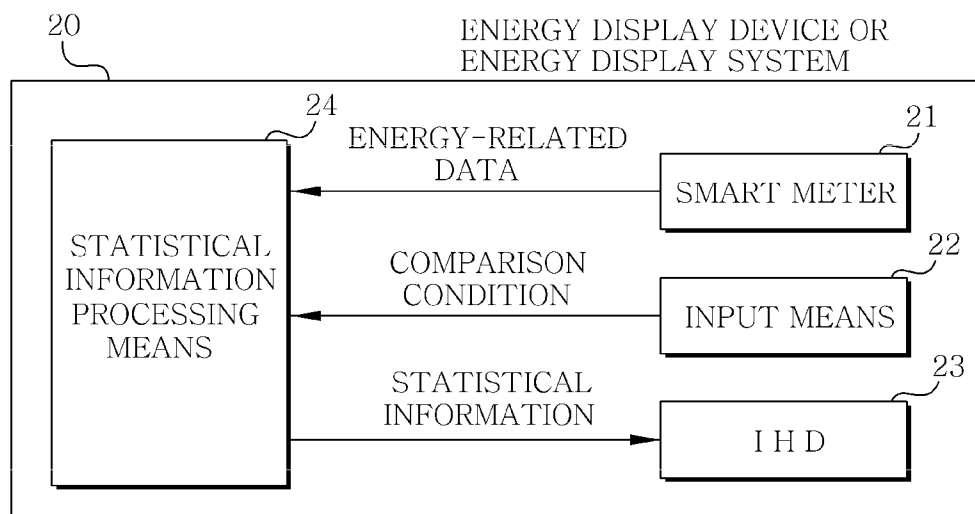 20
ENERGY DISPLAY DEVICE OR
ENERGY DISPLAY SYSTEM
24
STATISTICAL
INFORMATION
PROCESSING
MEANS
ENERGY-RELATED
DATA
21
SMART METER
COMPARISON
CONDITION
22
INPUT MEANS
STATISTICAL
INFORMATION
23
I H D